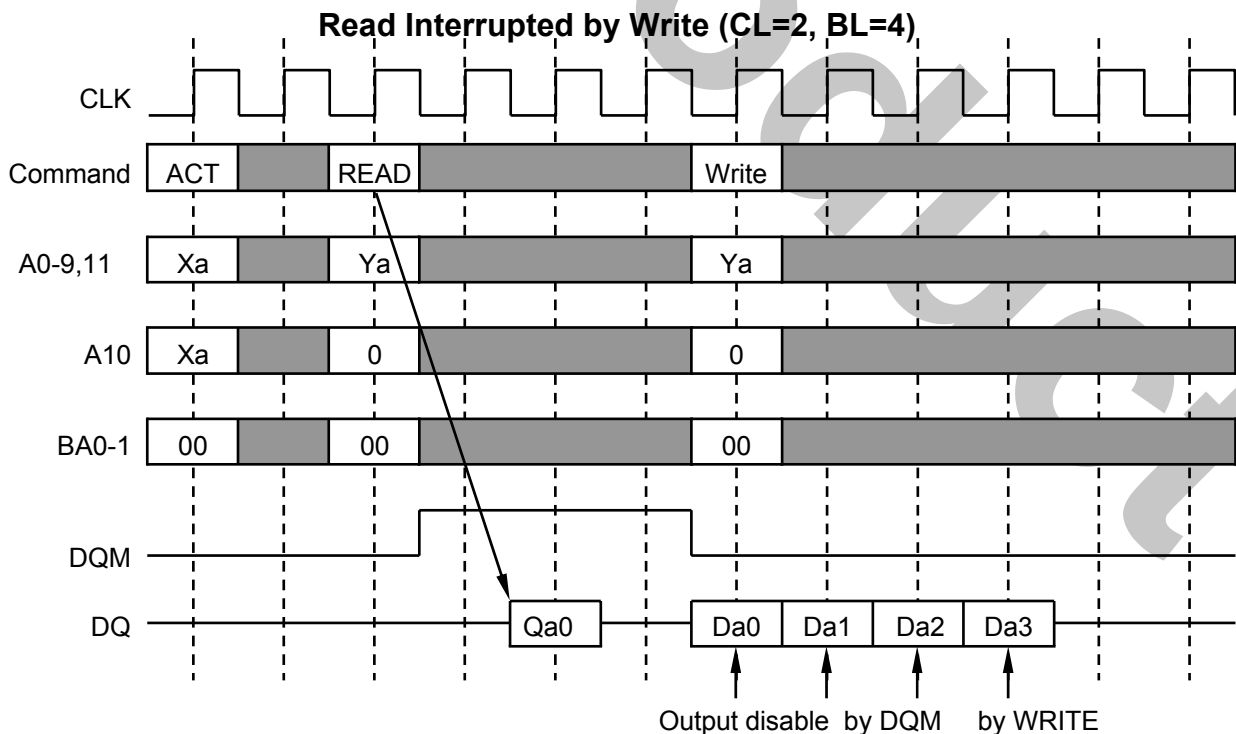 Read Interrupted by Write (CL=2, BL=4)
CLK
Command ACT READ Write
A0-9,11 Xa Ya Ya
A10 Xa 0 0
BA0-1 00 00 00
DQM
DQ Qa0 Da0 Da1 Da2 Da3
Output disable by DQM by WRITE